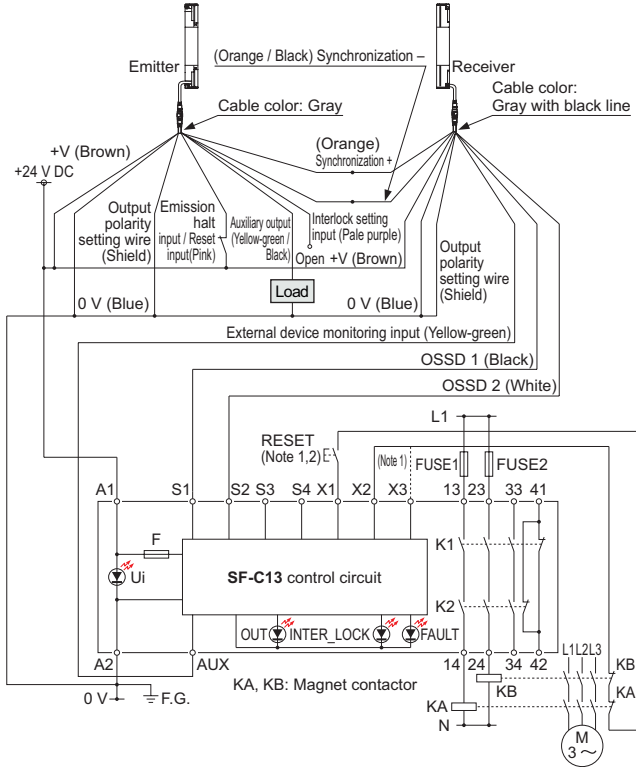 (Orange / Black) Synchronization –
Emitter
Receiver
Cable color: Gray
Cable color:
Gray with black line
+V (Brown)
(Orange)
Synchronization +
+24 V DC
Output
polarity
setting wire
(Shield)
Emission
halt
input / Reset
input(Pink)
Auxiliary output
(Yellow-green /
Black)
Interlock setting
input (Pale purple)
Open
+V (Brown)
Output
polarity
setting wire
(Shield)
Load
0 V (Blue)
0 V (Blue)
External device monitoring input (Yellow-green)
OSSD 1 (Black)
OSSD 2 (White)
L1
RESET
(Note 1,2)
(Note 1)
FUSE1
FUSE2
A1
S1
S2
S3
S4
X1
X2
X3
13
23
33
41
F
Ui
SF-C13 control circuit
K1
K2
OUT
INTER_LOCK
FAULT
A2
AUX
14
24
34
42
L1
L2
L3
KB
KA
0 V
F.G.
KA, KB: Magnet contactor
KA
KB
N
M
3 ~